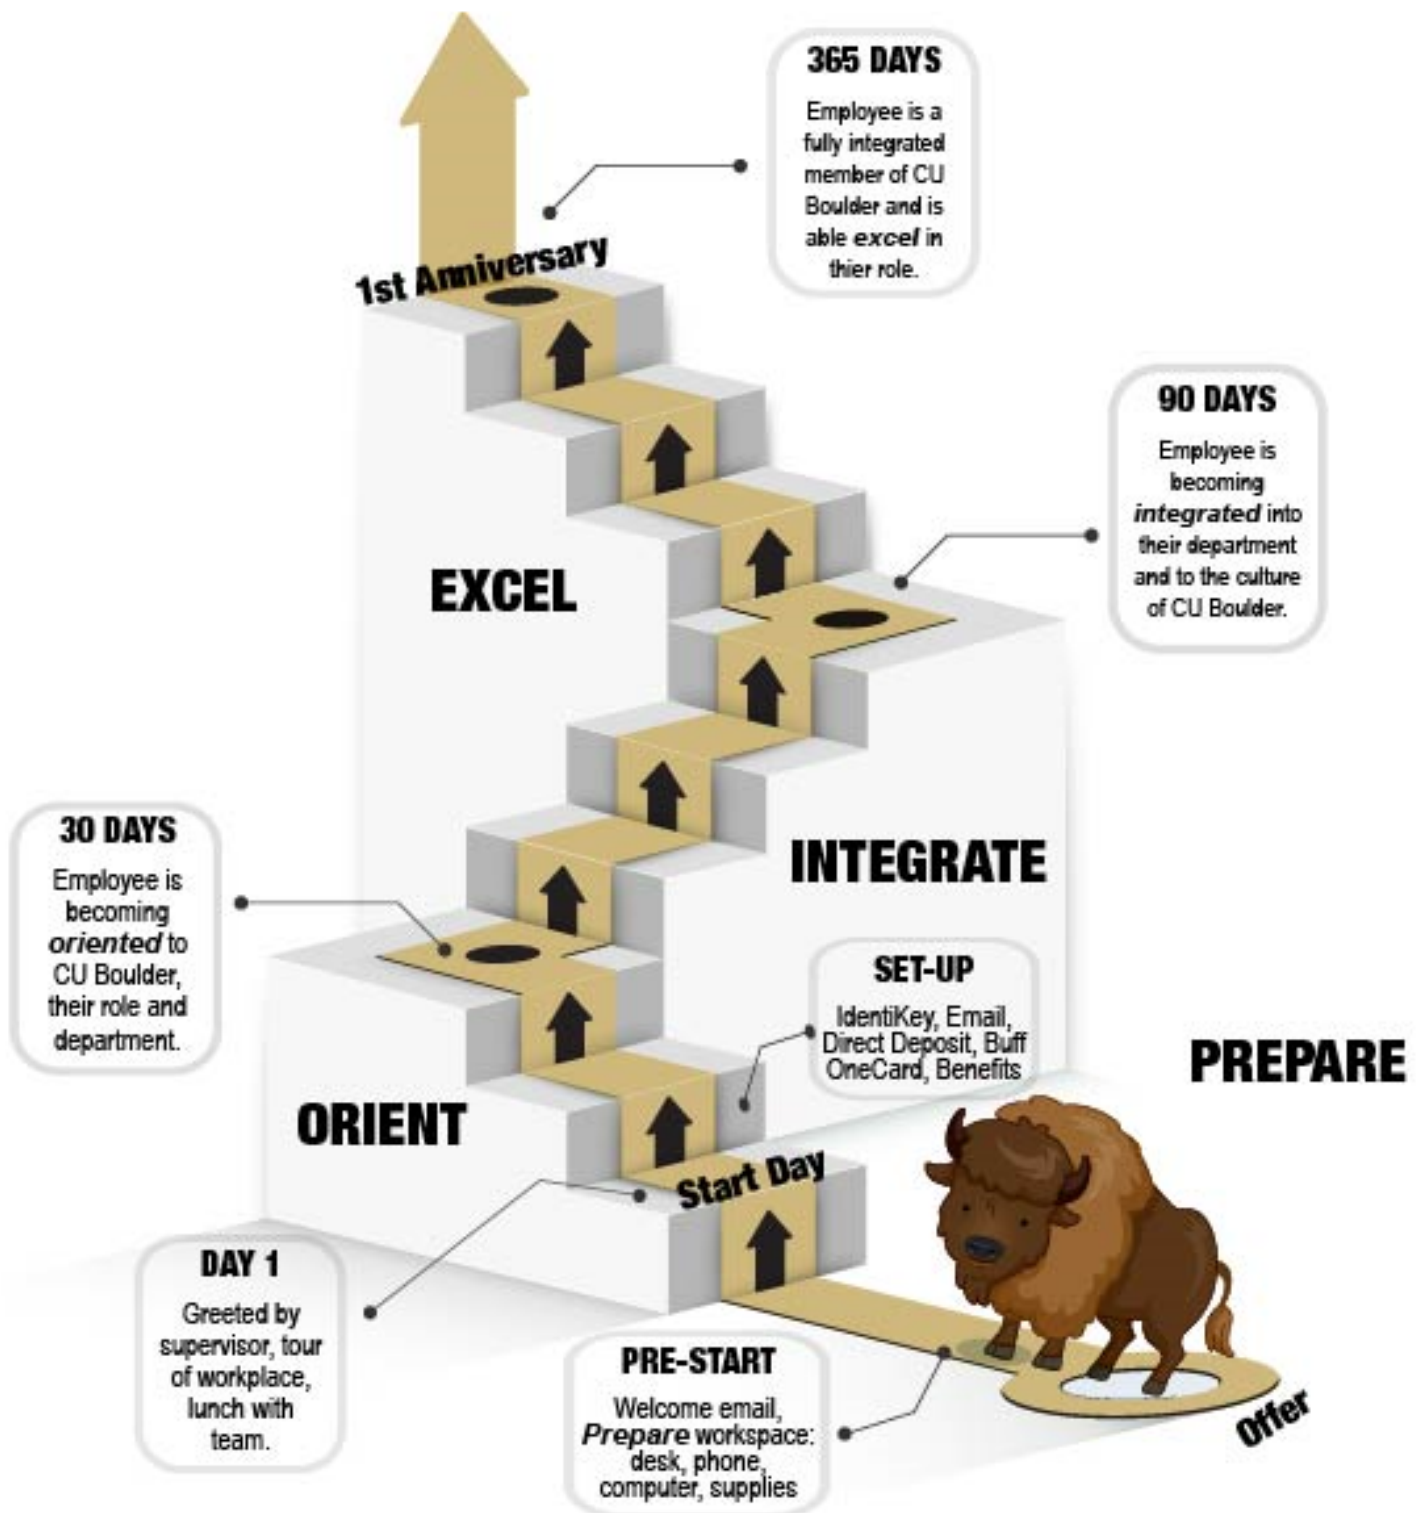 365 DAYS
Employee is a
fully integrated
member of CU
Boulder and is
able excel in
thier role.
1st Anniversary
90 DAYS
Employee is
becoming
integrated into
their department
and to the culture
of CU Boulder.
EXCEL
30 DAYS
Employee is
becoming
oriented to
CU Boulder,
their role and
department.
INTEGRATE
SET-UP
IdentiKey, Email,
Direct Deposit, Buff
OneCard, Benefits
PREPARE
ORIENT
Start Day
DAY 1
Greeted by
supervisor, tour
of workplace,
lunch with
team.
PRE-START
Welcome email,
Prepare workspace:
desk, phone,
computer, supplies
Offer